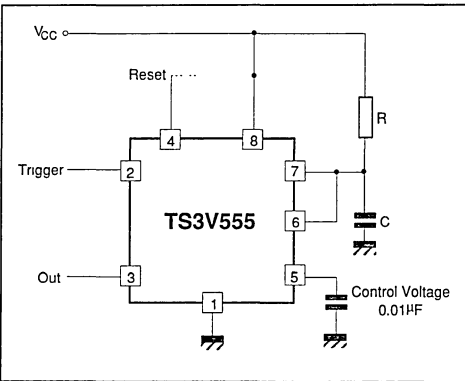 VCC
Reset
R
4
8
Trigger
2
7
TS3V555
6
C
Out
3
5
Control Voltage
0.01µF
1